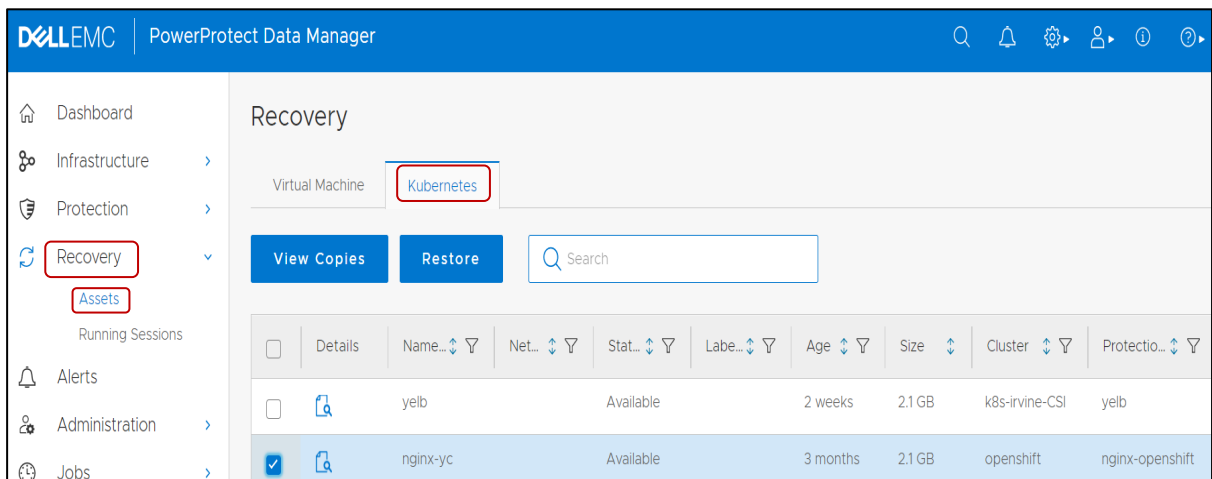 DELLEMC PowerProtect Data Manager
Dashboard
Infrastructure
Protection
Recovery
Assets
Running Sessions
Alerts
Administration
Jobs
Recovery
Virtual Machine Kubernetes
View Copies Restore Search
Details Name... Net... Stat... Labe... Age Size Cluster Protectio...
yelb Available 2 weeks 2.1 GB k8s-irvine-CSI yelb
nginx-yc Available 3 months 2.1 GB openshift nginx-openshift